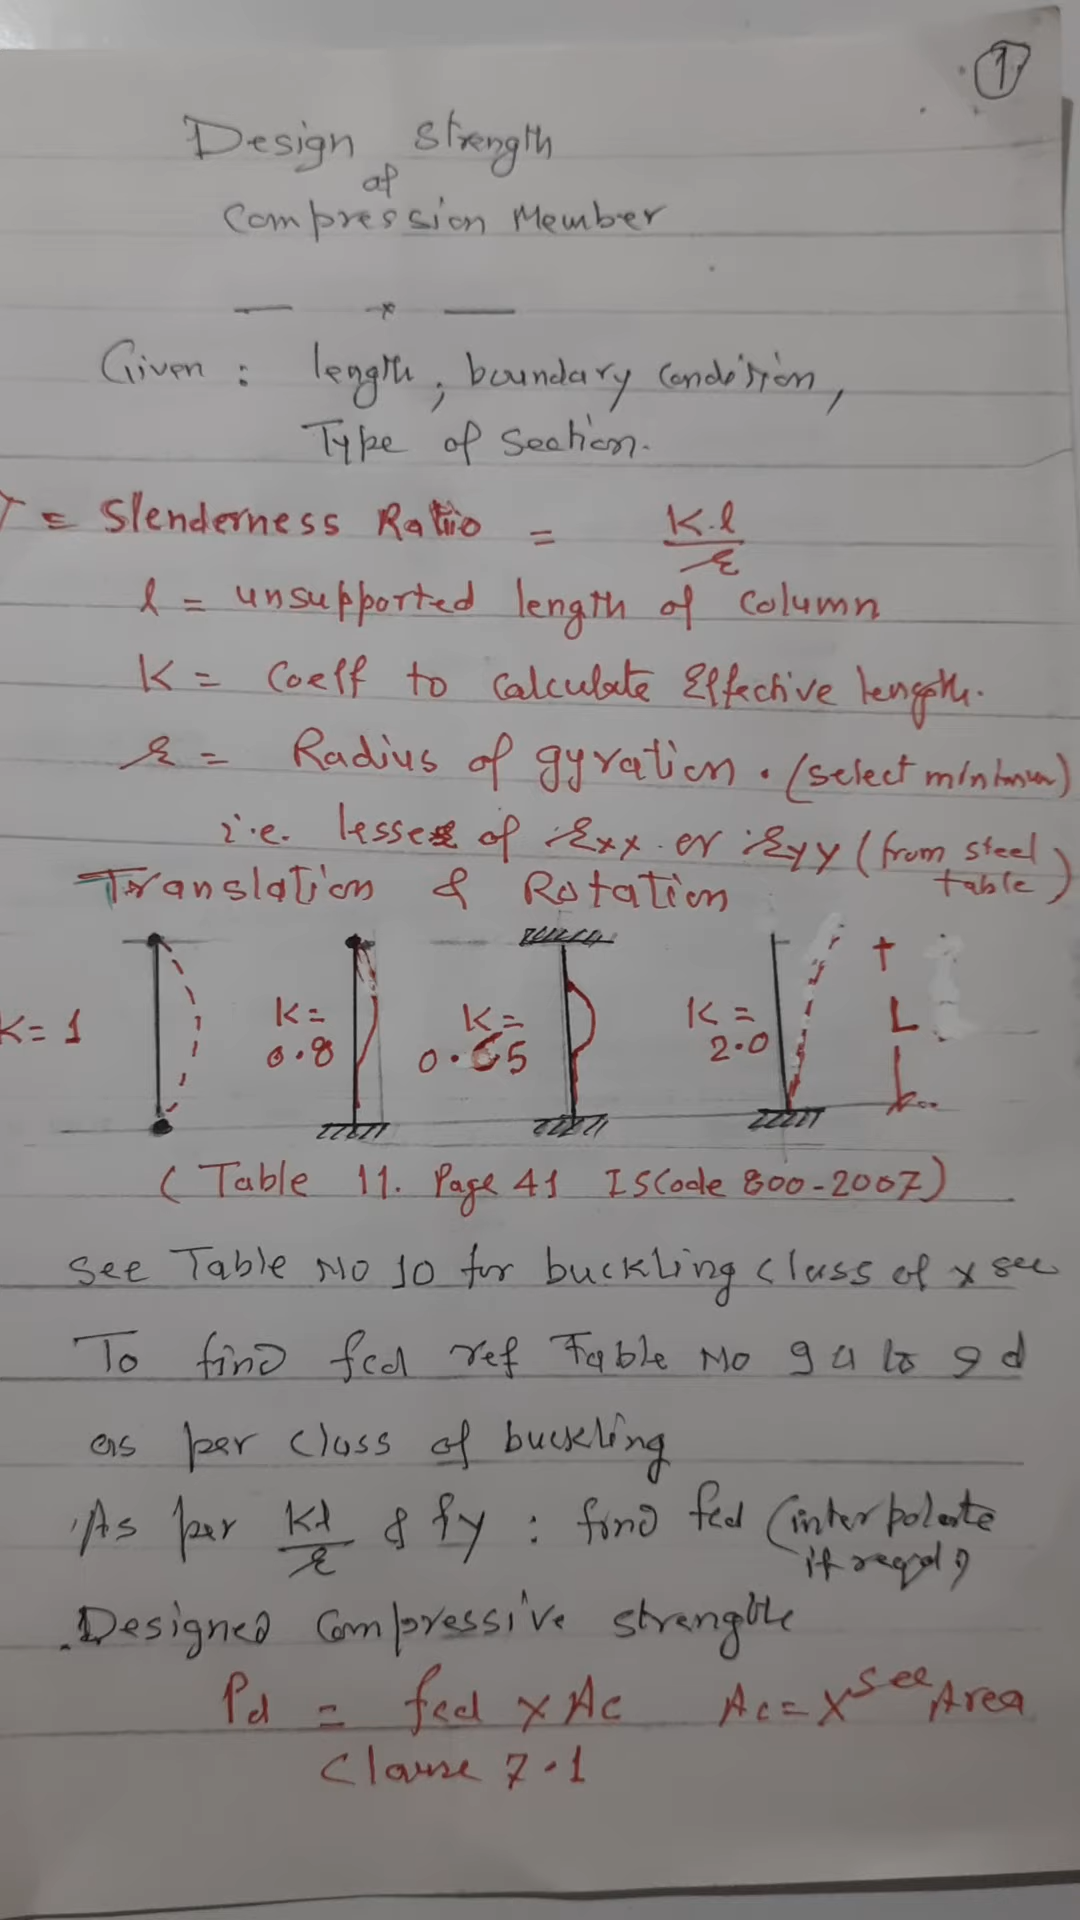 1
Design Strength
of
Compression Member
Given : length, boundary condition,
Type of Section.
= Slenderness Ratio = K.l / r
l = unsupported length of column
K = Coeff to calculate Effective length.
r = Radius of gyration. (select minimum)
i.e. lesser of rxx or ryy (from steel table)
Translation & Rotation
K= 1
K= 0.8
K= 0.65
K= 2.0
(Table 11. Page 41 IS Code 800-2007)
See Table No 10 for buckling class of x sec
To find fcd ref Table No 9a to 9d
as per class of buckling
As per Kl / r & fy : find fcd (interpolate if reqd)
Designed Compressive strength
Pd = fcd x Ac Ac = x sec Area
Clause 7.1